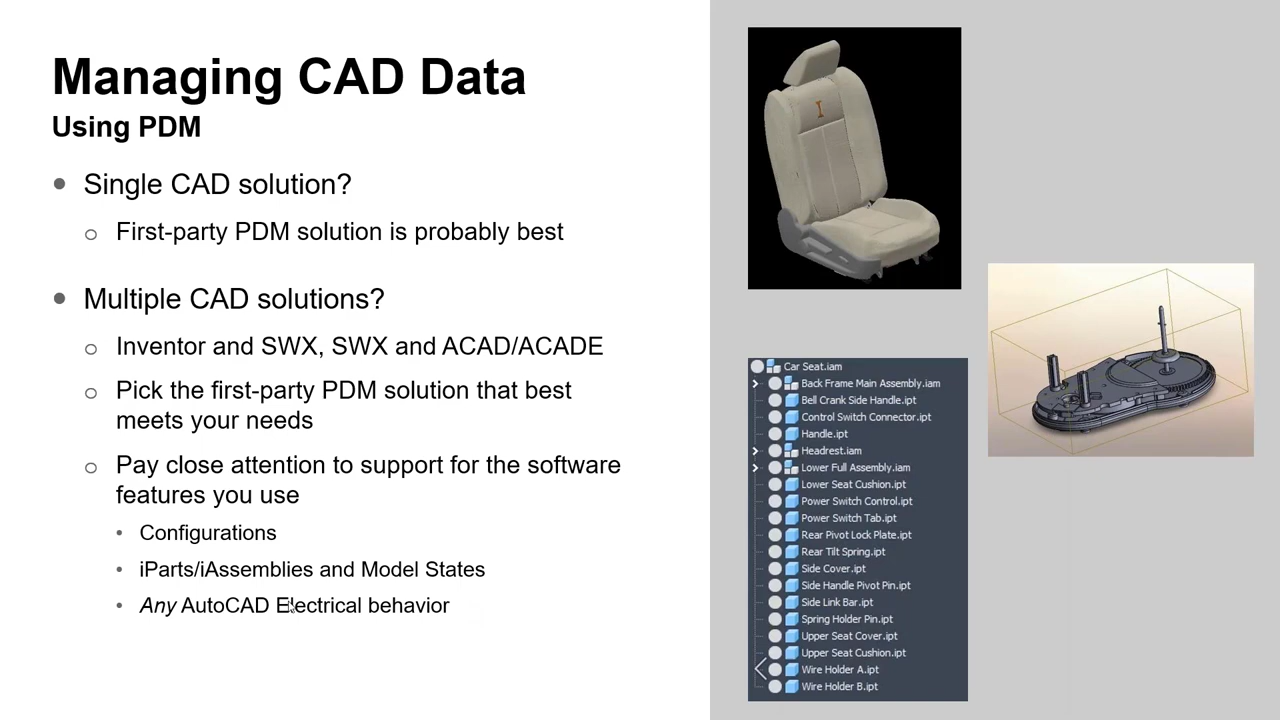 Managing CAD Data
Using PDM
Single CAD solution?
First-party PDM solution is probably best
Multiple CAD solutions?
Inventor and SWX, SWX and ACAD/ACADE
Pick the first-party PDM solution that best
meets your needs
Pay close attention to support for the software
features you use
Configurations
iParts/iAssemblies and Model States
Any AutoCAD Electrical behavior
Car Seat.iam
Back Frame Main Assembly.iam
Bell Crank Side Handle.ipt
Control Switch Connector.ipt
Handle.ipt
Headrest.iam
Lower Full Assembly.iam
Lower Seat Cushion.ipt
Power Switch Control.ipt
Power Switch Tab.ipt
Rear Pivot Lock Plate.ipt
Rear Tilt Spring.ipt
Side Cover.ipt
Side Handle Pivot Pin.ipt
Side Link Bar.ipt
Spring Holder Pin.ipt
Upper Seat Cover.ipt
Upper Seat Cushion.ipt
Wire Holder A.ipt
Wire Holder B.ipt